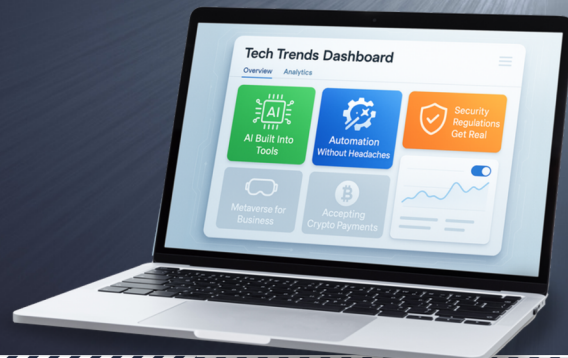 Tech Trends Dashboard
Overview
Analytics
AI
AI Built Into
Tools
Automation
Without Headaches
Security
Regulations
Get Real
Metaverse for
Business
Accepting
Crypto Payments